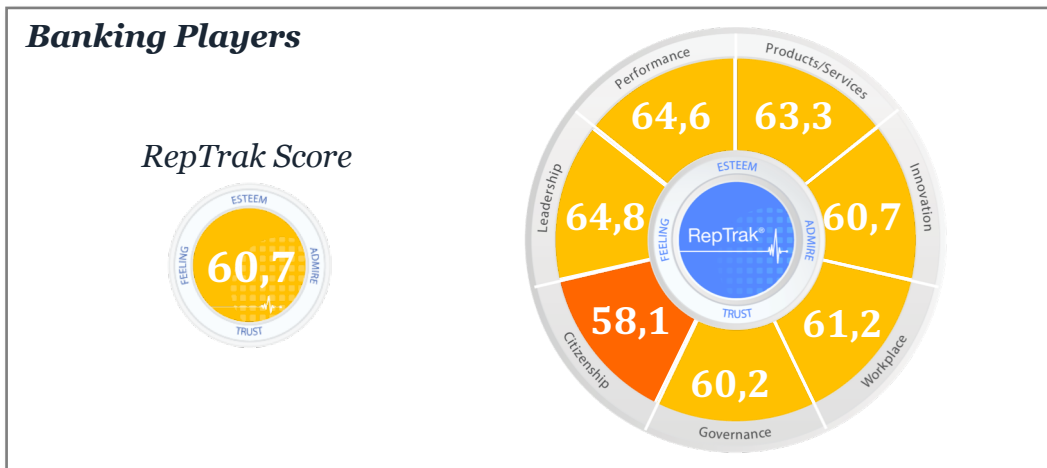 Banking Players
RepTrak Score
ESTEEM
FEELING
60,7
ADMIRE
TRUST
Performance
Products/Services
64,6
63,3
Leadership
Innovation
64,8
60,7
ESTEEM
FEELING
RepTrak®
ADMIRE
TRUST
58,1
61,2
Citizenship
60,2
Workplace
Governance